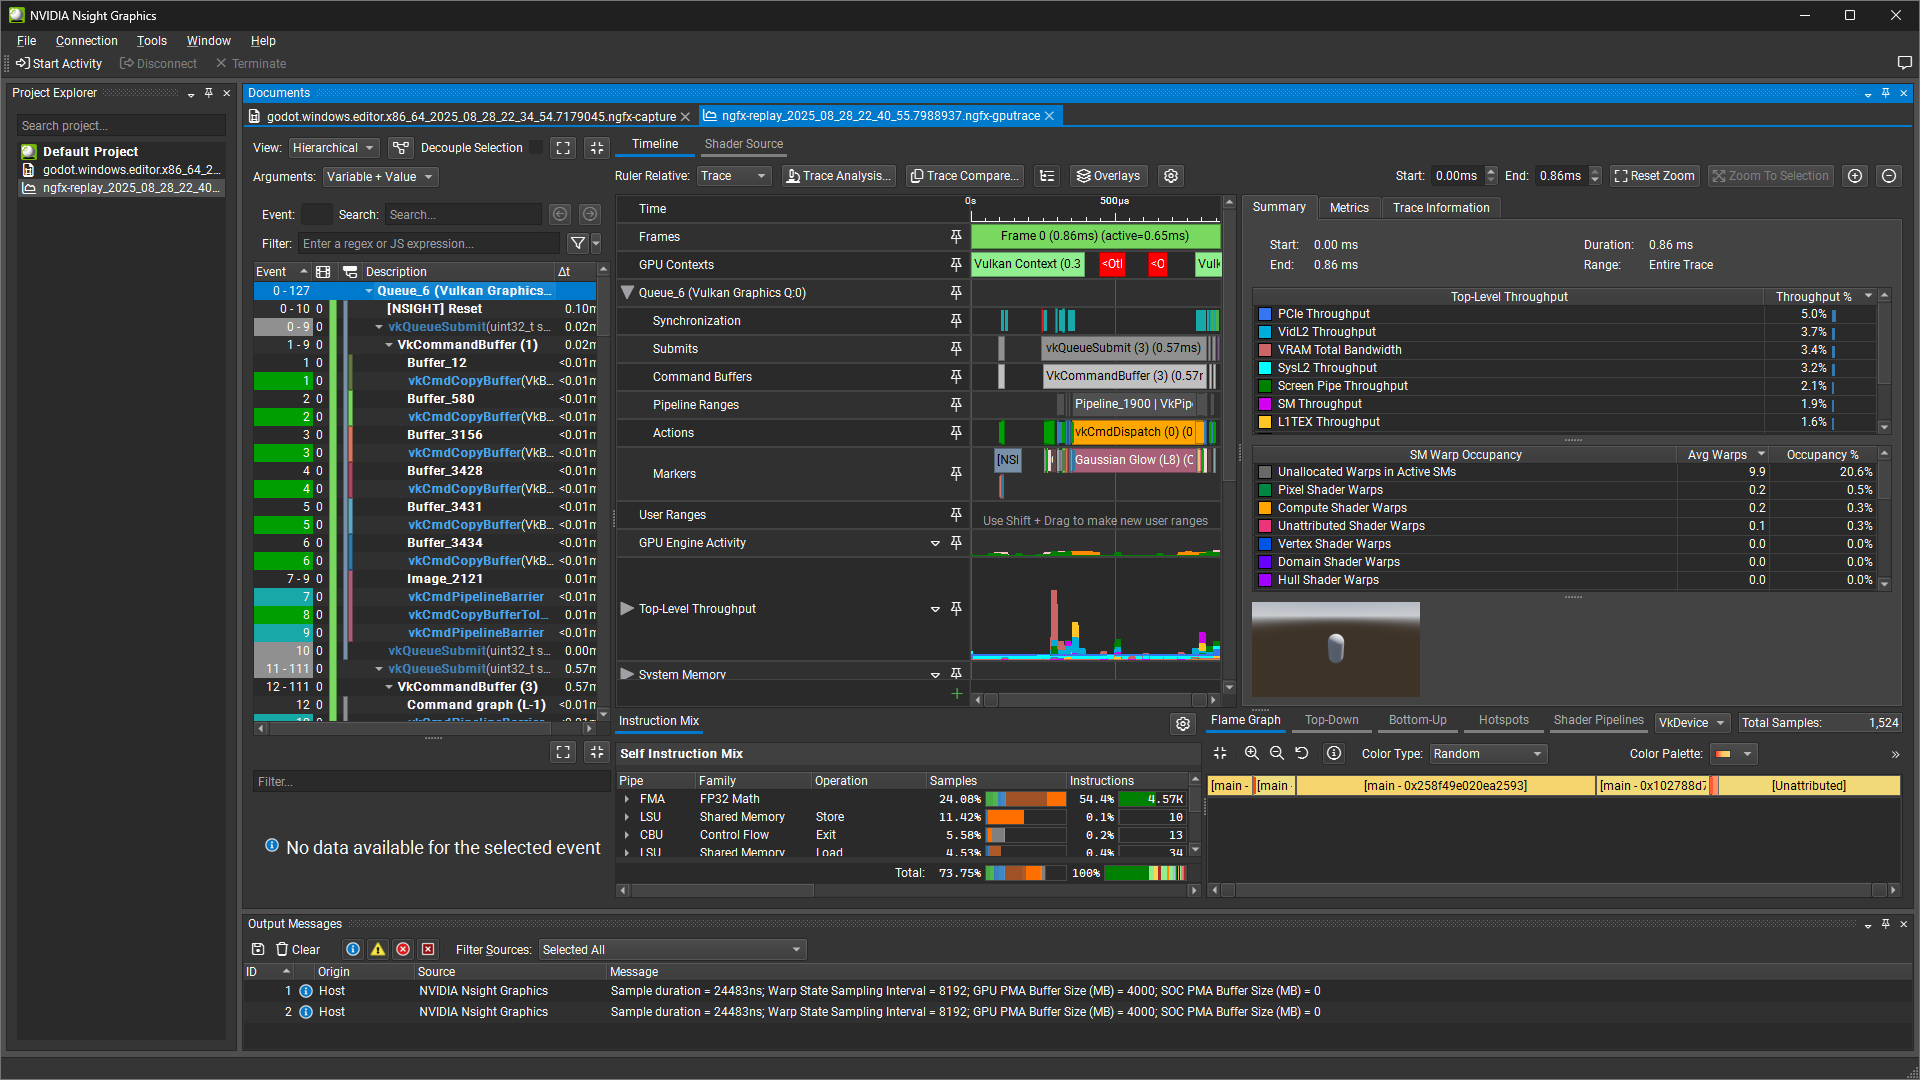 NVIDIA Nsight Graphics
File Connection Tools Window Help
Start Activity Disconnect Terminate
Project Explorer
Search project...
Default Project
godot.windows.editor.x86_64_2...
ngfx-replay_2025_08_28_22_40...
Documents
godot.windows.editor.x86_64_2025_08_28_22_34_54.7179045.ngfx-capture
ngfx-replay_2025_08_28_22_40_55.7988937.ngfx-gputrace
View: Hierarchical Decouple Selection
Arguments: Variable + Value
Event: Search: Search...
Filter: Enter a regex or JS expression...
Event Description Δt
0 - 127 Queue_6 (Vulkan Graphics...
0 - 10 0 [NSIGHT] Reset 0.10m
0 - 9 vkQueueSubmit(uint32_t s... 0.02m
1 - 9 0 VkCommandBuffer (1) 0.02m
1 0 Buffer_12 <0.01m
1 0 vkCmdCopyBuffer(VkB... <0.01m
2 0 Buffer_580 <0.01m
2 0 vkCmdCopyBuffer(VkB... <0.01m
3 0 Buffer_3156 <0.01m
3 0 vkCmdCopyBuffer(VkB... <0.01m
4 0 Buffer_3428 <0.01m
4 0 vkCmdCopyBuffer(VkB... <0.01m
5 0 Buffer_3431 <0.01m
5 0 vkCmdCopyBuffer(VkB... <0.01m
6 0 Buffer_3434 <0.01m
6 0 vkCmdCopyBuffer(VkB... <0.01m
7 - 9 0 Image_2121 0.01m
7 0 vkCmdPipelineBarrier <0.01m
8 0 vkCmdCopyBufferToI... 0.01m
9 0 vkCmdPipelineBarrier <0.01m
10 0 vkQueueSubmit(uint32_t s... 0.00m
11 - 111 0 vkQueueSubmit(uint32_t s... 0.57m
12 - 111 0 VkCommandBuffer (3) 0.57m
12 0 Command graph (L-1) <0.01m
Filter...
No data available for the selected event
Timeline Shader Source
Ruler Relative: Trace Trace Analysis... Trace Compare... Overlays
Start: 0.00ms End: 0.86ms Reset Zoom Zoom To Selection
Time 0s 500µs
Frames Frame 0 (0.86ms) (active=0.65ms)
GPU Contexts Vulkan Context (0.3 <Otl <O Vulk
Queue_6 (Vulkan Graphics Q:0)
Synchronization
Submits vkQueueSubmit (3) (0.57ms)
Command Buffers VkCommandBuffer (3) (0.57r
Pipeline Ranges Pipeline_1900 | VkPip
Actions vkCmdDispatch (0) (0
Markers [NSI Gaussian Glow (L8) (C
User Ranges Use Shift + Drag to make new user ranges
GPU Engine Activity
Top-Level Throughput
System Memory
Summary Metrics Trace Information
Start: 0.00 ms Duration: 0.86 ms
End: 0.86 ms Range: Entire Trace
Top-Level Throughput Throughput %
PCIe Throughput 5.0%
VidL2 Throughput 3.7%
VRAM Total Bandwidth 3.4%
SysL2 Throughput 3.2%
Screen Pipe Throughput 2.1%
SM Throughput 1.9%
L1TEX Throughput 1.6%
SM Warp Occupancy Avg Warps Occupancy %
Unallocated Warps in Active SMs 9.9 20.6%
Pixel Shader Warps 0.2 0.5%
Compute Shader Warps 0.2 0.3%
Unattributed Shader Warps 0.1 0.3%
Vertex Shader Warps 0.0 0.0%
Domain Shader Warps 0.0 0.0%
Hull Shader Warps 0.0 0.0%
Instruction Mix
Self Instruction Mix
Pipe Family Operation Samples Instructions
FMA FP32 Math 24.08% 54.4% 4.57K
LSU Shared Memory Store 11.42% 0.1% 10
CBU Control Flow Exit 5.58% 0.2% 13
LSU Shared Memory Load 4.53% 0.4% 34
Total: 73.75% 100%
Flame Graph Top-Down Bottom-Up Hotspots Shader Pipelines VkDevice Total Samples: 1,524
Color Type: Random Color Palette: »
[main - [main [main - 0x258f49e020ea2593] [main - 0x102788d7 [Unattributed]
Output Messages
Clear Filter Sources: Selected All
ID Origin Source Message
1 Host NVIDIA Nsight Graphics Sample duration = 24483ns; Warp State Sampling Interval = 8192; GPU PMA Buffer Size (MB) = 4000; SOC PMA Buffer Size (MB) = 0
2 Host NVIDIA Nsight Graphics Sample duration = 24483ns; Warp State Sampling Interval = 8192; GPU PMA Buffer Size (MB) = 4000; SOC PMA Buffer Size (MB) = 0